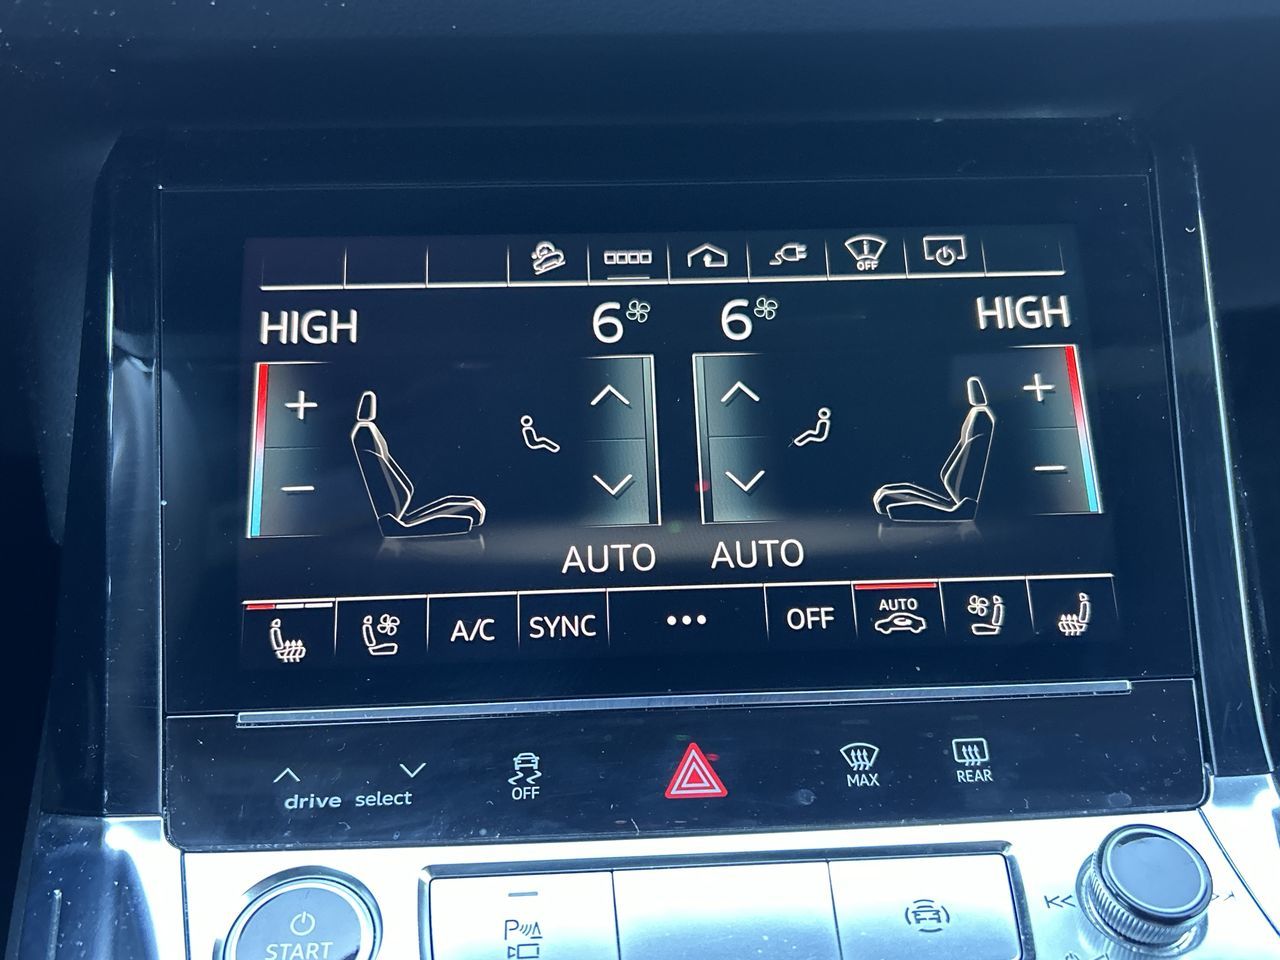 OFF
HIGH 6 6 HIGH
+ +
− −
AUTO AUTO
A/C SYNC ••• OFF AUTO
drive select OFF MAX REAR
START P